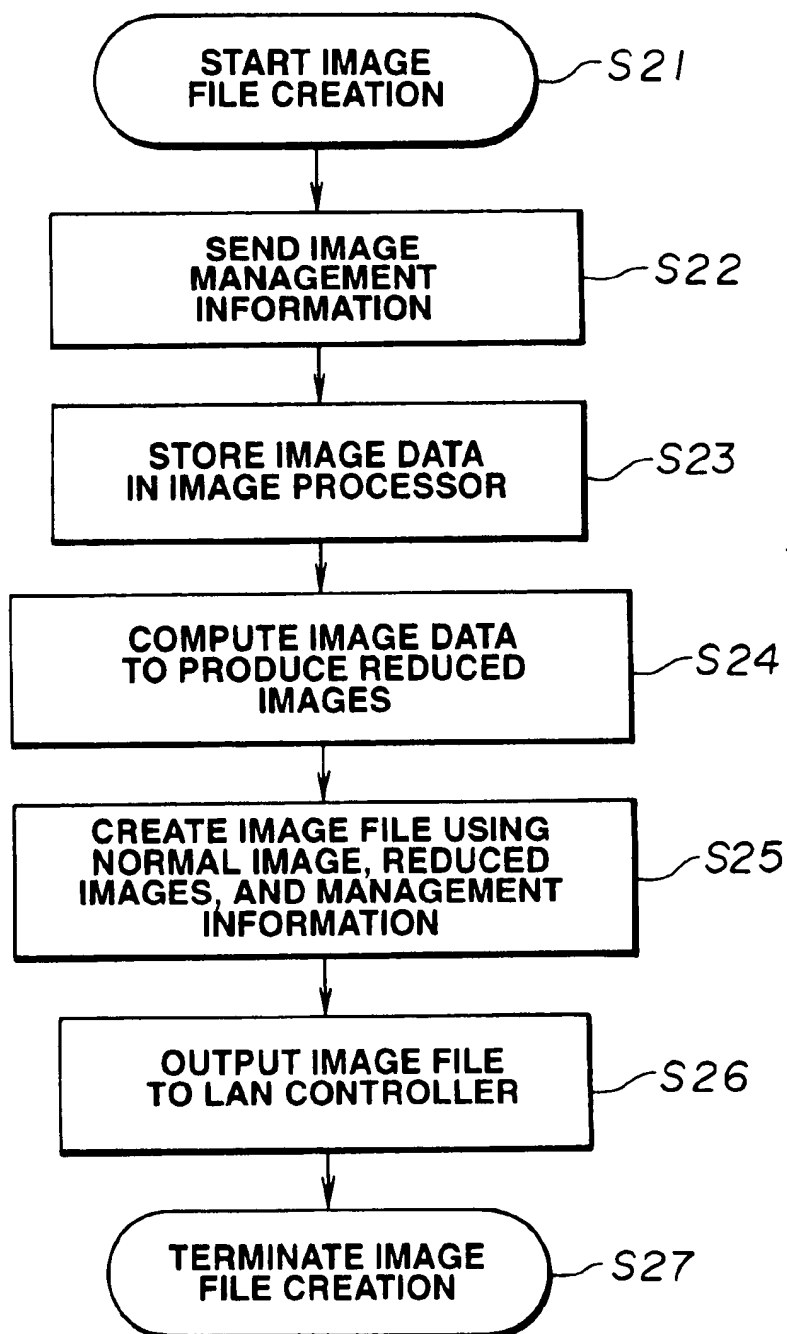 START IMAGE
FILE CREATION
S21
SEND IMAGE
MANAGEMENT
INFORMATION
S22
STORE IMAGE DATA
IN IMAGE PROCESSOR
S23
COMPUTE IMAGE DATA
TO PRODUCE REDUCED
IMAGES
S24
CREATE IMAGE FILE USING
NORMAL IMAGE, REDUCED
IMAGES, AND MANAGEMENT
INFORMATION
S25
OUTPUT IMAGE FILE
TO LAN CONTROLLER
S26
TERMINATE IMAGE
FILE CREATION
S27